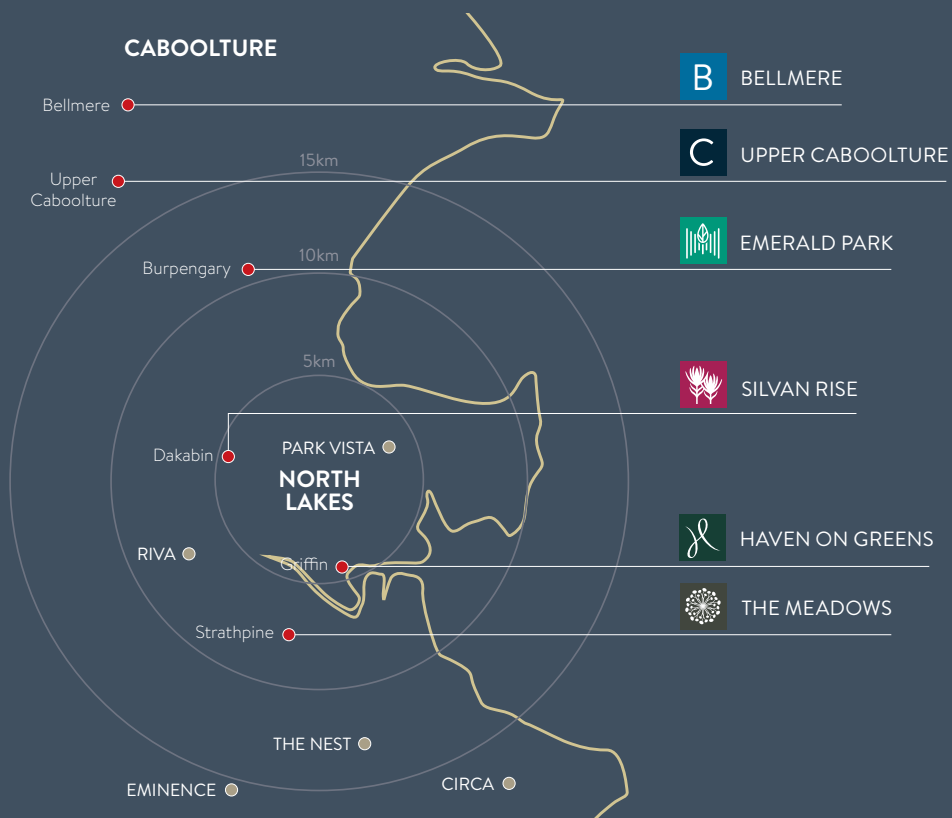 CABOOLTURE
B
BELLMERE
Bellmere
C
UPPER CABOOLTURE
15km
Upper
Caboolture
EMERALD PARK
10km
Burpengary
5km
SILVAN RISE
PARK VISTA
Dakabin
NORTH
LAKES
HAVEN ON GREENS
RIVA
Griffin
THE MEADOWS
Strathpine
THE NEST
CIRCA
EMINENCE